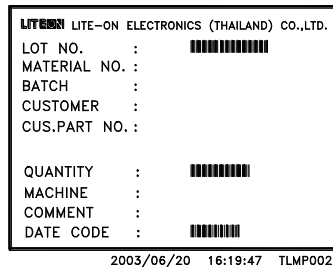 LITEON LITE-ON ELECTRONICS (THAILAND) CO.,LTD.
LOT NO. :
MATERIAL NO. :
BATCH :
CUSTOMER :
CUS.PART NO. :
QUANTITY :
MACHINE :
COMMENT :
DATE CODE :
2003/06/20 16:19:47 TLMP002